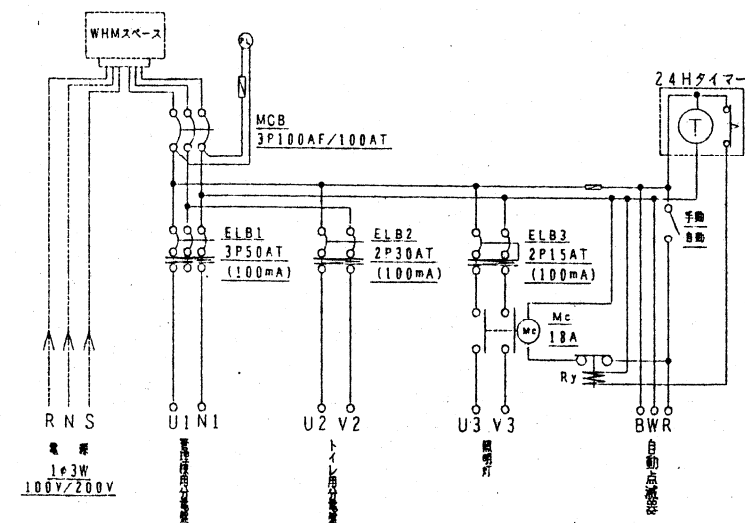 WHMスペース
PL
24Hタイマー
T
MCB
3P100AF/100AT
手動
自動
ELB1
3P50AT
(100mA)
ELB2
2P30AT
(100mA)
ELB3
2P15AT
(100mA)
Mc
Mc
18A
Ry
R N S
U1 N1
U2 V2
U3 V3
B W R
電源
1φ3W
100V/200V
トイレ用分電盤
照明灯
自動点滅器